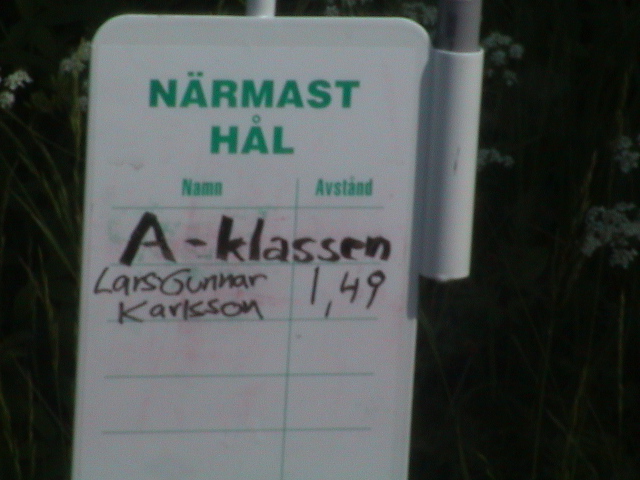 NÄRMAST
HÅL
Namn Avstånd
A-klassen
LarsGunnar 1,49
Karlsson